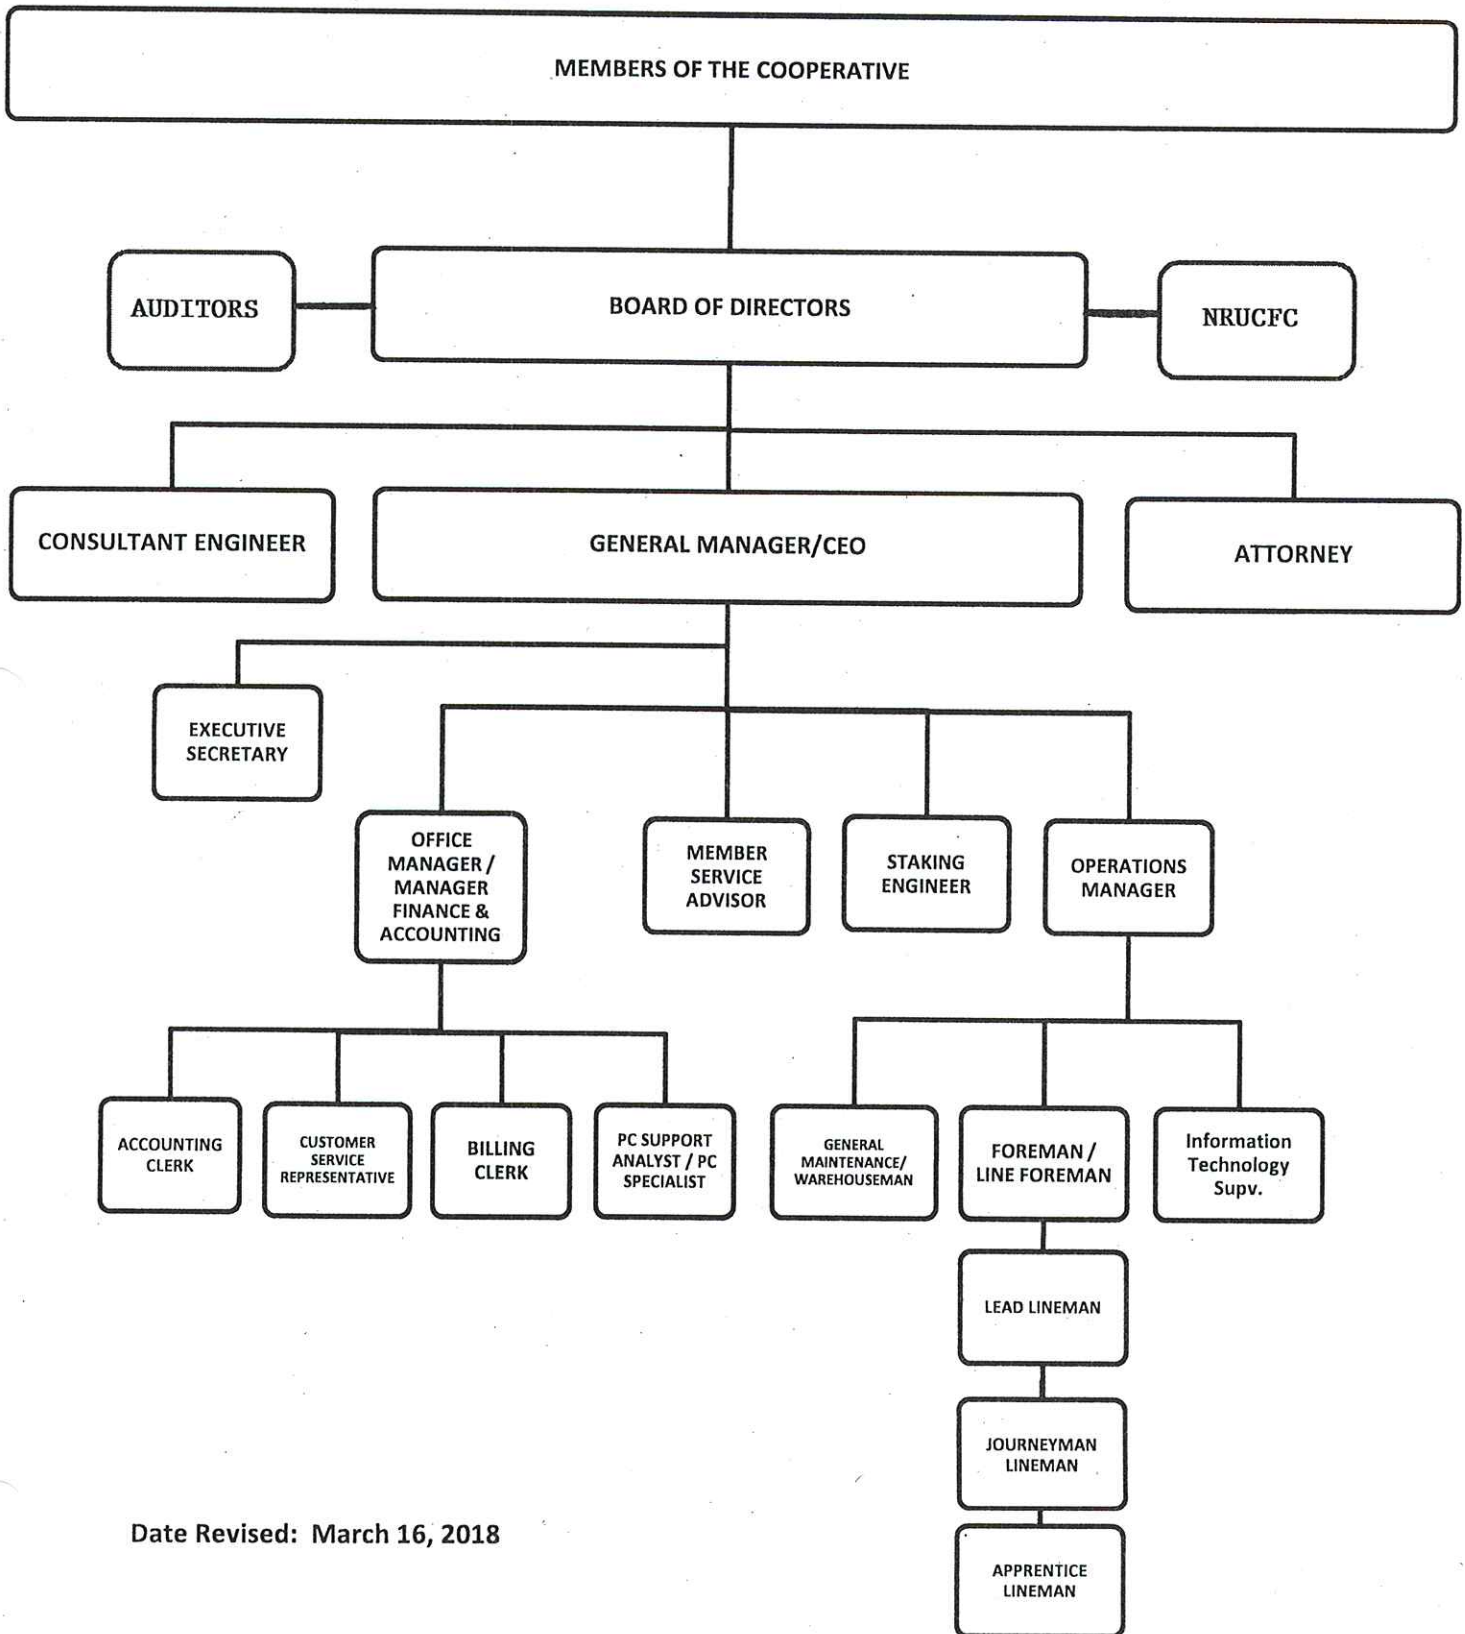 MEMBERS OF THE COOPERATIVE
AUDITORS
BOARD OF DIRECTORS
NRUCFC
CONSULTANT ENGINEER
GENERAL MANAGER/CEO
ATTORNEY
EXECUTIVE
SECRETARY
OFFICE
MANAGER /
MANAGER
FINANCE &
ACCOUNTING
MEMBER
SERVICE
ADVISOR
STAKING
ENGINEER
OPERATIONS
MANAGER
ACCOUNTING
CLERK
CUSTOMER
SERVICE
REPRESENTATIVE
BILLING
CLERK
PC SUPPORT
ANALYST / PC
SPECIALIST
GENERAL
MAINTENANCE/
WAREHOUSEMAN
FOREMAN /
LINE FOREMAN
Information
Technology
Supv.
LEAD LINEMAN
JOURNEYMAN
LINEMAN
APPRENTICE
LINEMAN
Date Revised: March 16, 2018